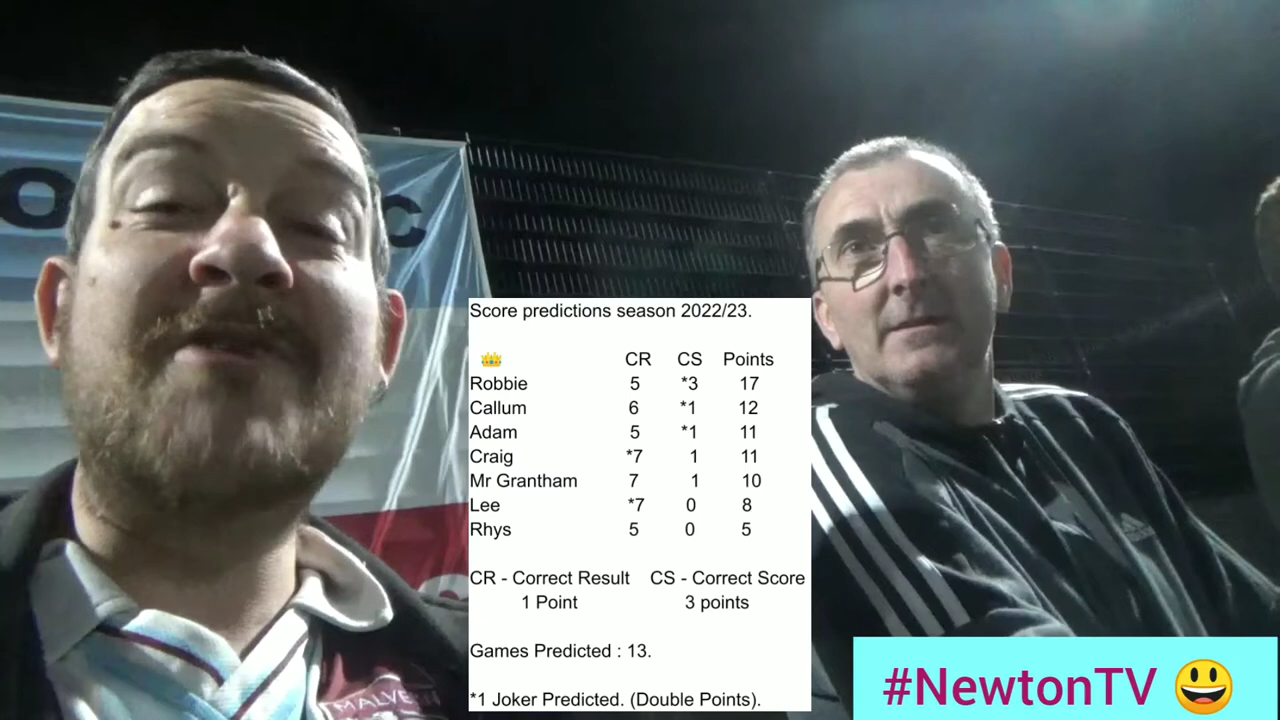 Score predictions season 2022/23.
👑 CR CS Points
Robbie 5 *3 17
Callum 6 *1 12
Adam 5 *1 11
Craig *7 1 11
Mr Grantham 7 1 10
Lee *7 0 8
Rhys 5 0 5
CR - Correct Result CS - Correct Score
1 Point 3 points
Games Predicted : 13.
*1 Joker Predicted. (Double Points).
#NewtonTV 😃
adidas